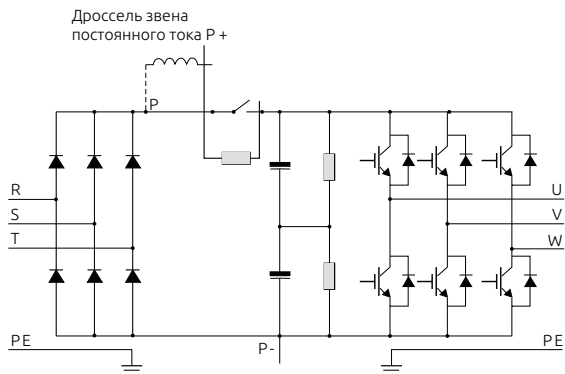 Дроссель звена
постоянного тока P +
P
R
S
T
U
V
W
PE
P-
PE